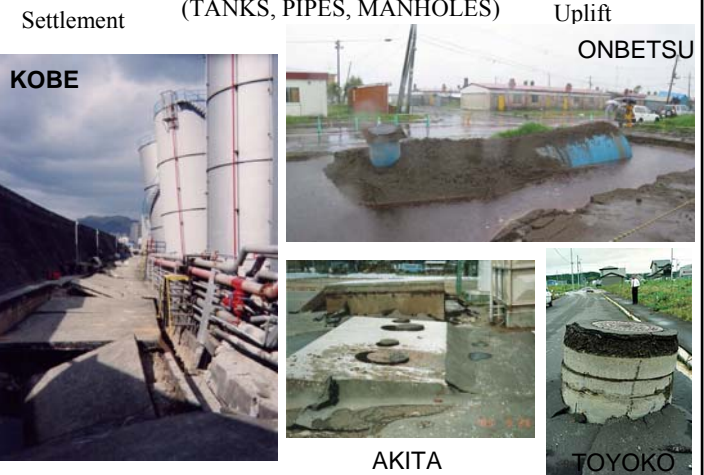 Settlement
(TANKS, PIPES, MANHOLES)
Uplift
KOBE
ONBETSU
AKITA
TOYOKO